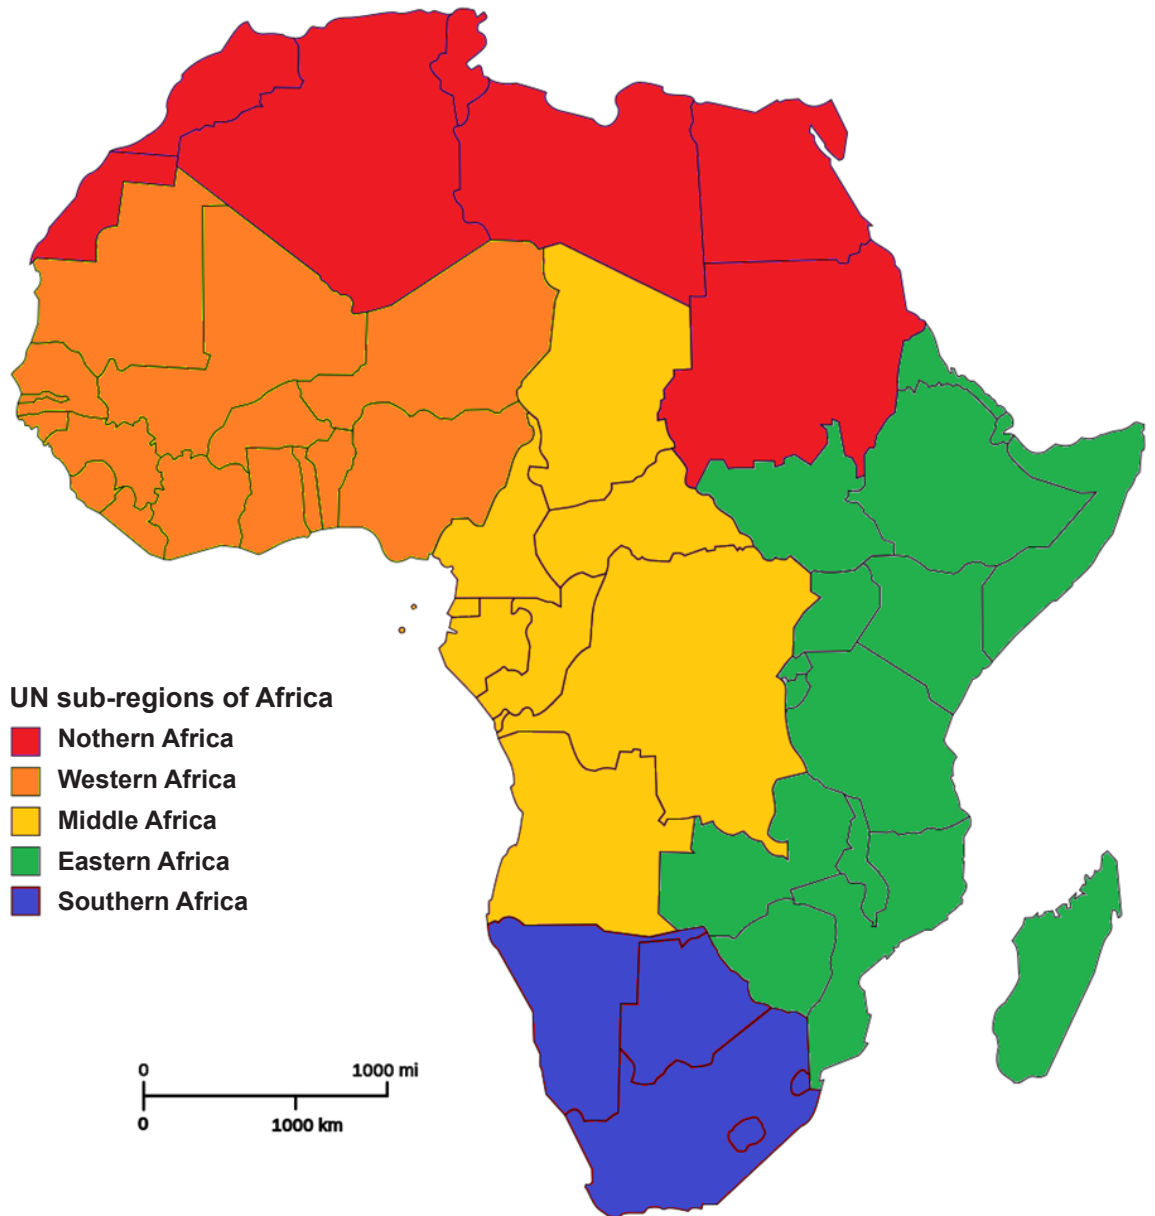 UN sub-regions of Africa
Nothern Africa
Western Africa
Middle Africa
Eastern Africa
Southern Africa
0 1000 mi
0 1000 km